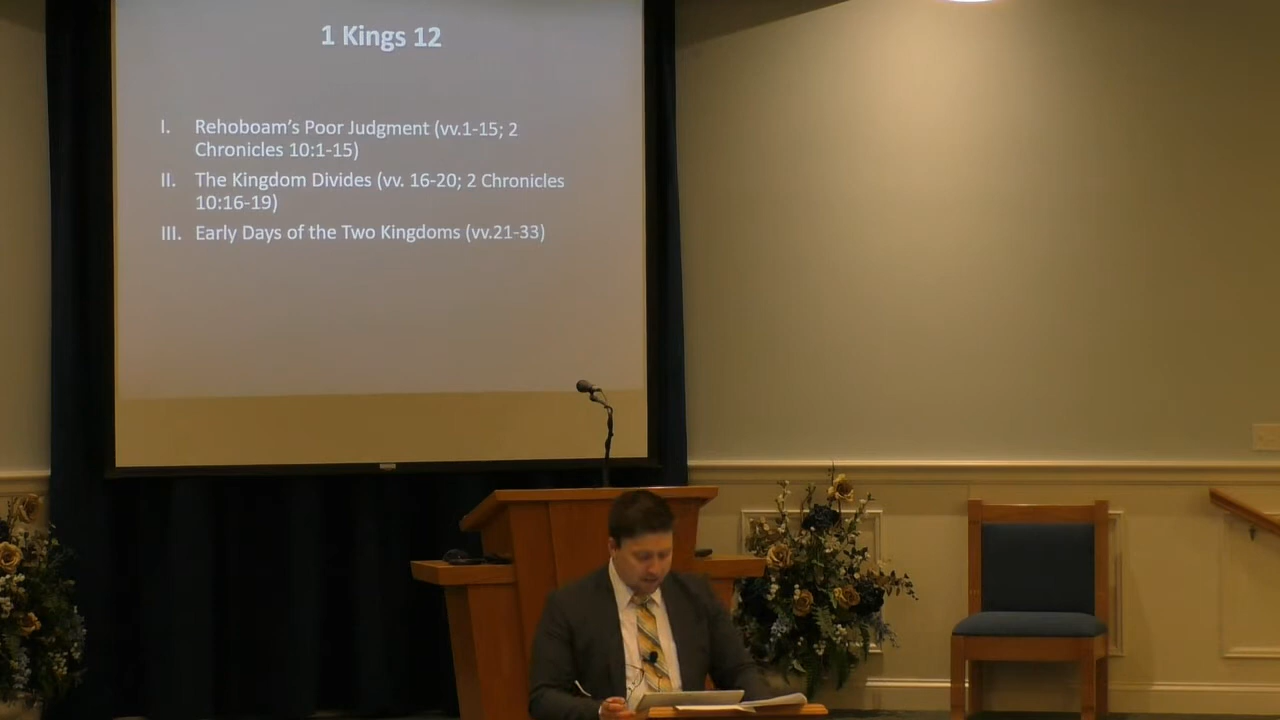 1 Kings 12
I. Rehoboam's Poor Judgment (vv.1-15; 2
Chronicles 10:1-15)
II. The Kingdom Divides (vv. 16-20; 2 Chronicles
10:16-19)
III. Early Days of the Two Kingdoms (vv.21-33)